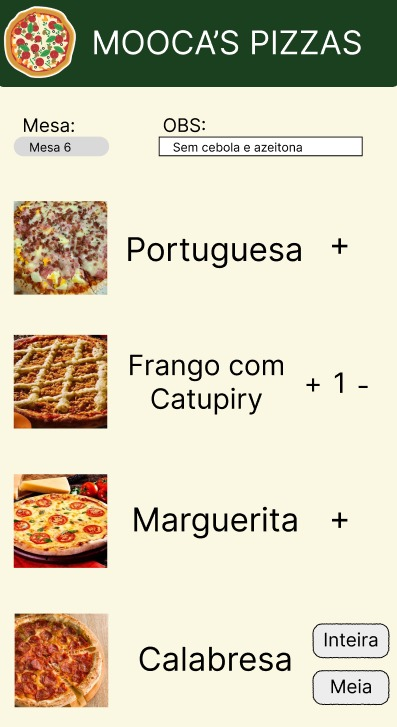 MOOCA'S PIZZAS
Mesa: OBS:
Mesa 6 Sem cebola e azeitona
Portuguesa +
Frango com
Catupiry + 1 -
Marguerita +
Calabresa
Inteira
Meia